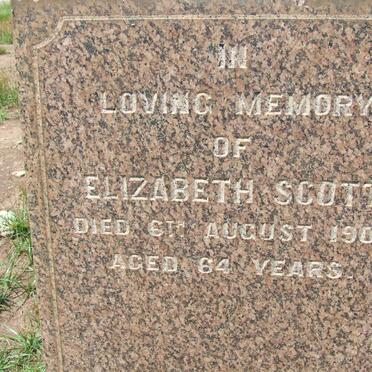 IN
LOVING MEMORY
OF
ELIZABETH SCOTT
DIED 6TH AUGUST
AGED 64 YEARS.